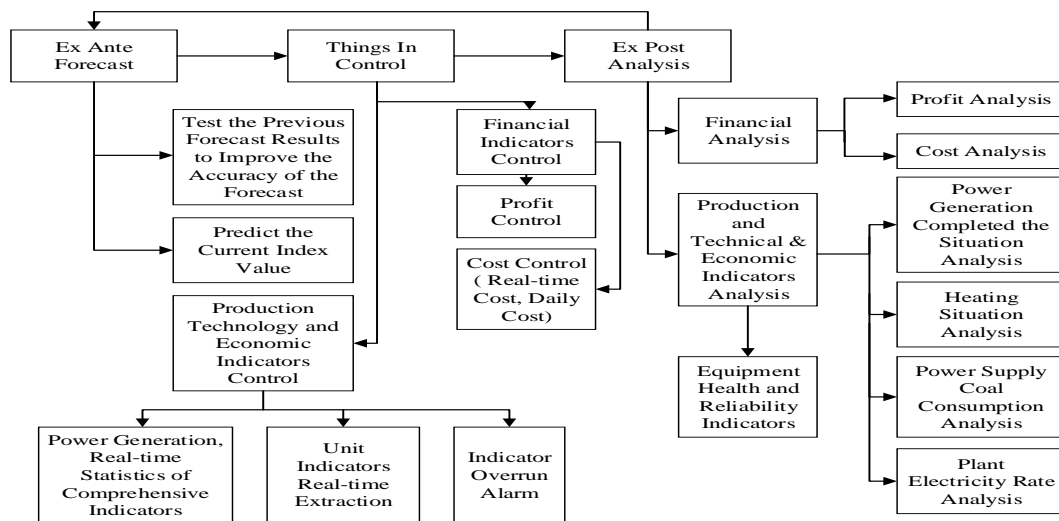 Ex Ante
Forecast
Things In
Control
Ex Post
Analysis
Test the Previous
Forecast Results
to Improve the
Accuracy of the
Forecast
Predict the
Current Index
Value
Production
Technology and
Economic
Indicators
Control
Power Generation,
Real-time
Statistics of
Comprehensive
Indicators
Unit
Indicators
Real-time
Extraction
Indicator
Overrun
Alarm
Financial
Indicators
Control
Profit
Control
Cost Control
( Real-time
Cost, Daily
Cost)
Financial
Analysis
Production
and
Technical &
Economic
Indicators
Analysis
Equipment
Health and
Reliability
Indicators
Profit Analysis
Cost Analysis
Power
Generation
Completed the
Situation
Analysis
Heating
Situation
Analysis
Power Supply
Coal
Consumption
Analysis
Plant
Electricity Rate
Analysis